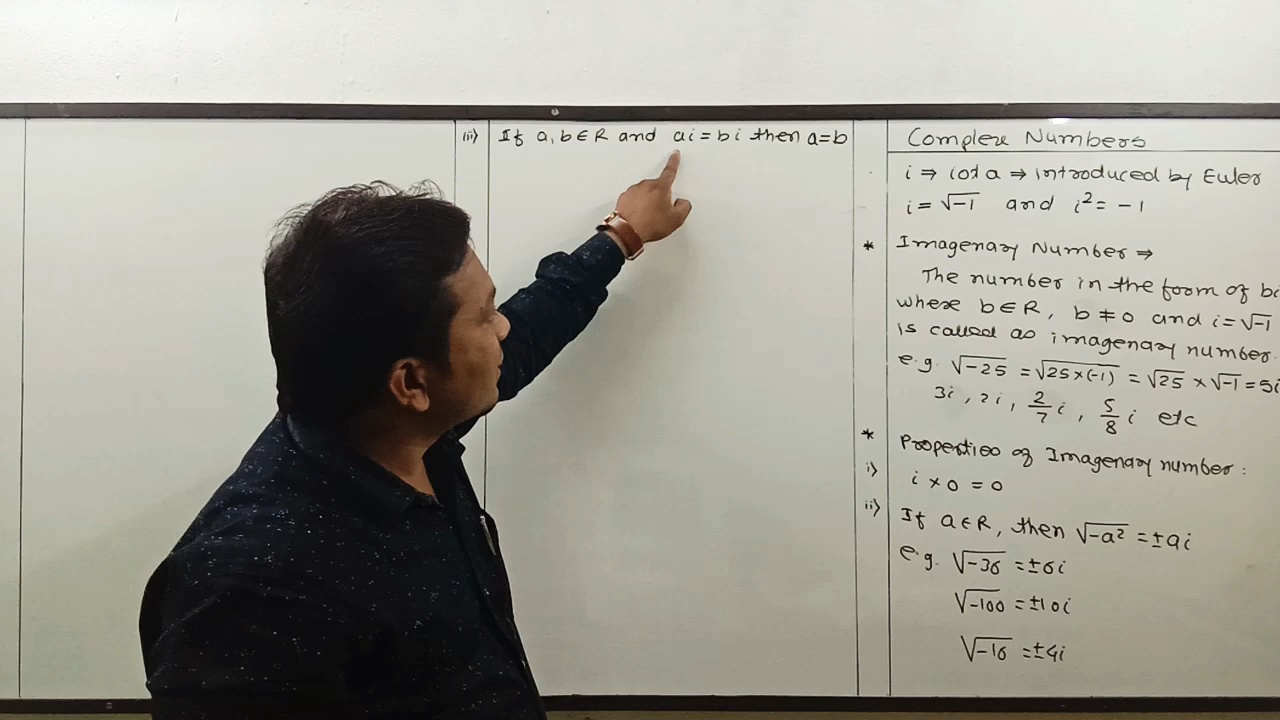 Complex Numbers
i ⇒ iota ⇒ introduced by Euler
i = √-1 and i² = -1
* Imagenary Number ⇒
The number in the form of bi
where b∈R, b ≠ 0 and i = √-1
is called as imagenary number.
e.g. √-25 = √25×(-1) = √25 × √-1 = 5i
3i , 2i , 2/7 i , 5/8 i etc
* Properties of Imagenary number :
i) i × 0 = 0
ii) If a∈R, then √-a² = ±ai
e.g. √-36 = ±6i
√-100 = ±10i
√-16 = ±4i
iii) If a, b ∈ R and ai = bi then a = b